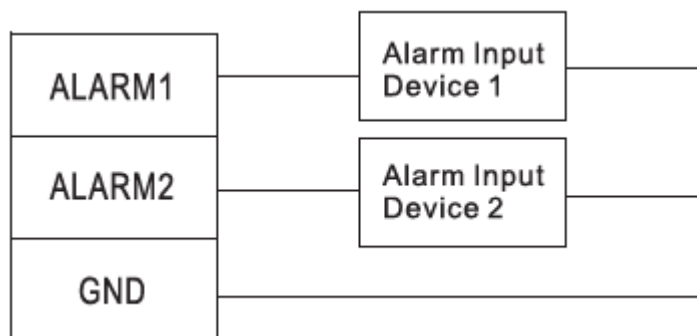 ALARM1
Alarm Input
Device 1
ALARM2
Alarm Input
Device 2
GND